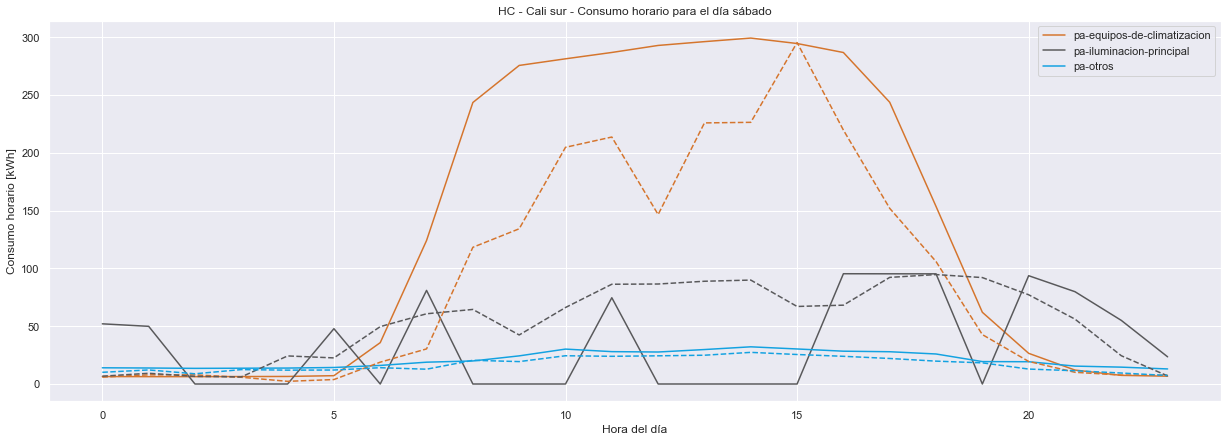 HC - Cali sur - Consumo horario para el día sábado
pa-equipos-de-climatizacion
pa-iluminacion-principal
pa-otros
Consumo horario [kWh]
300
250
200
150
100
50
0
0 5 10 15 20
Hora del día